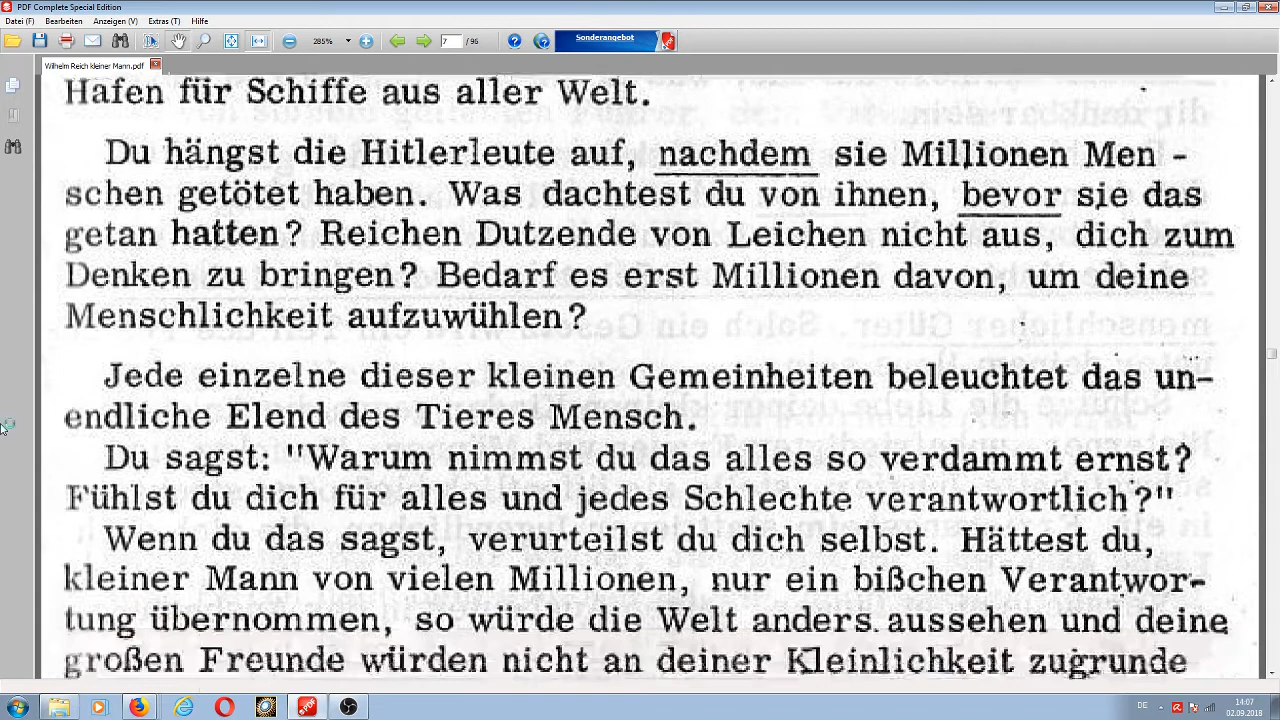 PDF Complete Special Edition
Datei (F) Bearbeiten Anzeigen (V) Extras (T) Hilfe
285% 7 / 96 Sonderangebot
Wilhelm Reich kleiner Mann.pdf
Hafen für Schiffe aus aller Welt.
Du hängst die Hitlerleute auf, nachdem sie Millionen Men -
schen getötet haben. Was dachtest du von ihnen, bevor sie das
getan hatten? Reichen Dutzende von Leichen nicht aus, dich zum
Denken zu bringen? Bedarf es erst Millionen davon, um deine
Menschlichkeit aufzuwühlen?
Jede einzelne dieser kleinen Gemeinheiten beleuchtet das un-
endliche Elend des Tieres Mensch.
Du sagst: "Warum nimmst du das alles so verdammt ernst?
Fühlst du dich für alles und jedes Schlechte verantwortlich?"
Wenn du das sagst, verurteilst du dich selbst. Hättest du,
kleiner Mann von vielen Millionen, nur ein bißchen Verantwor-
tung übernommen, so würde die Welt anders aussehen und deine
großen Freunde würden nicht an deiner Kleinlichkeit zugrunde
DE 14:07
02.09.2018